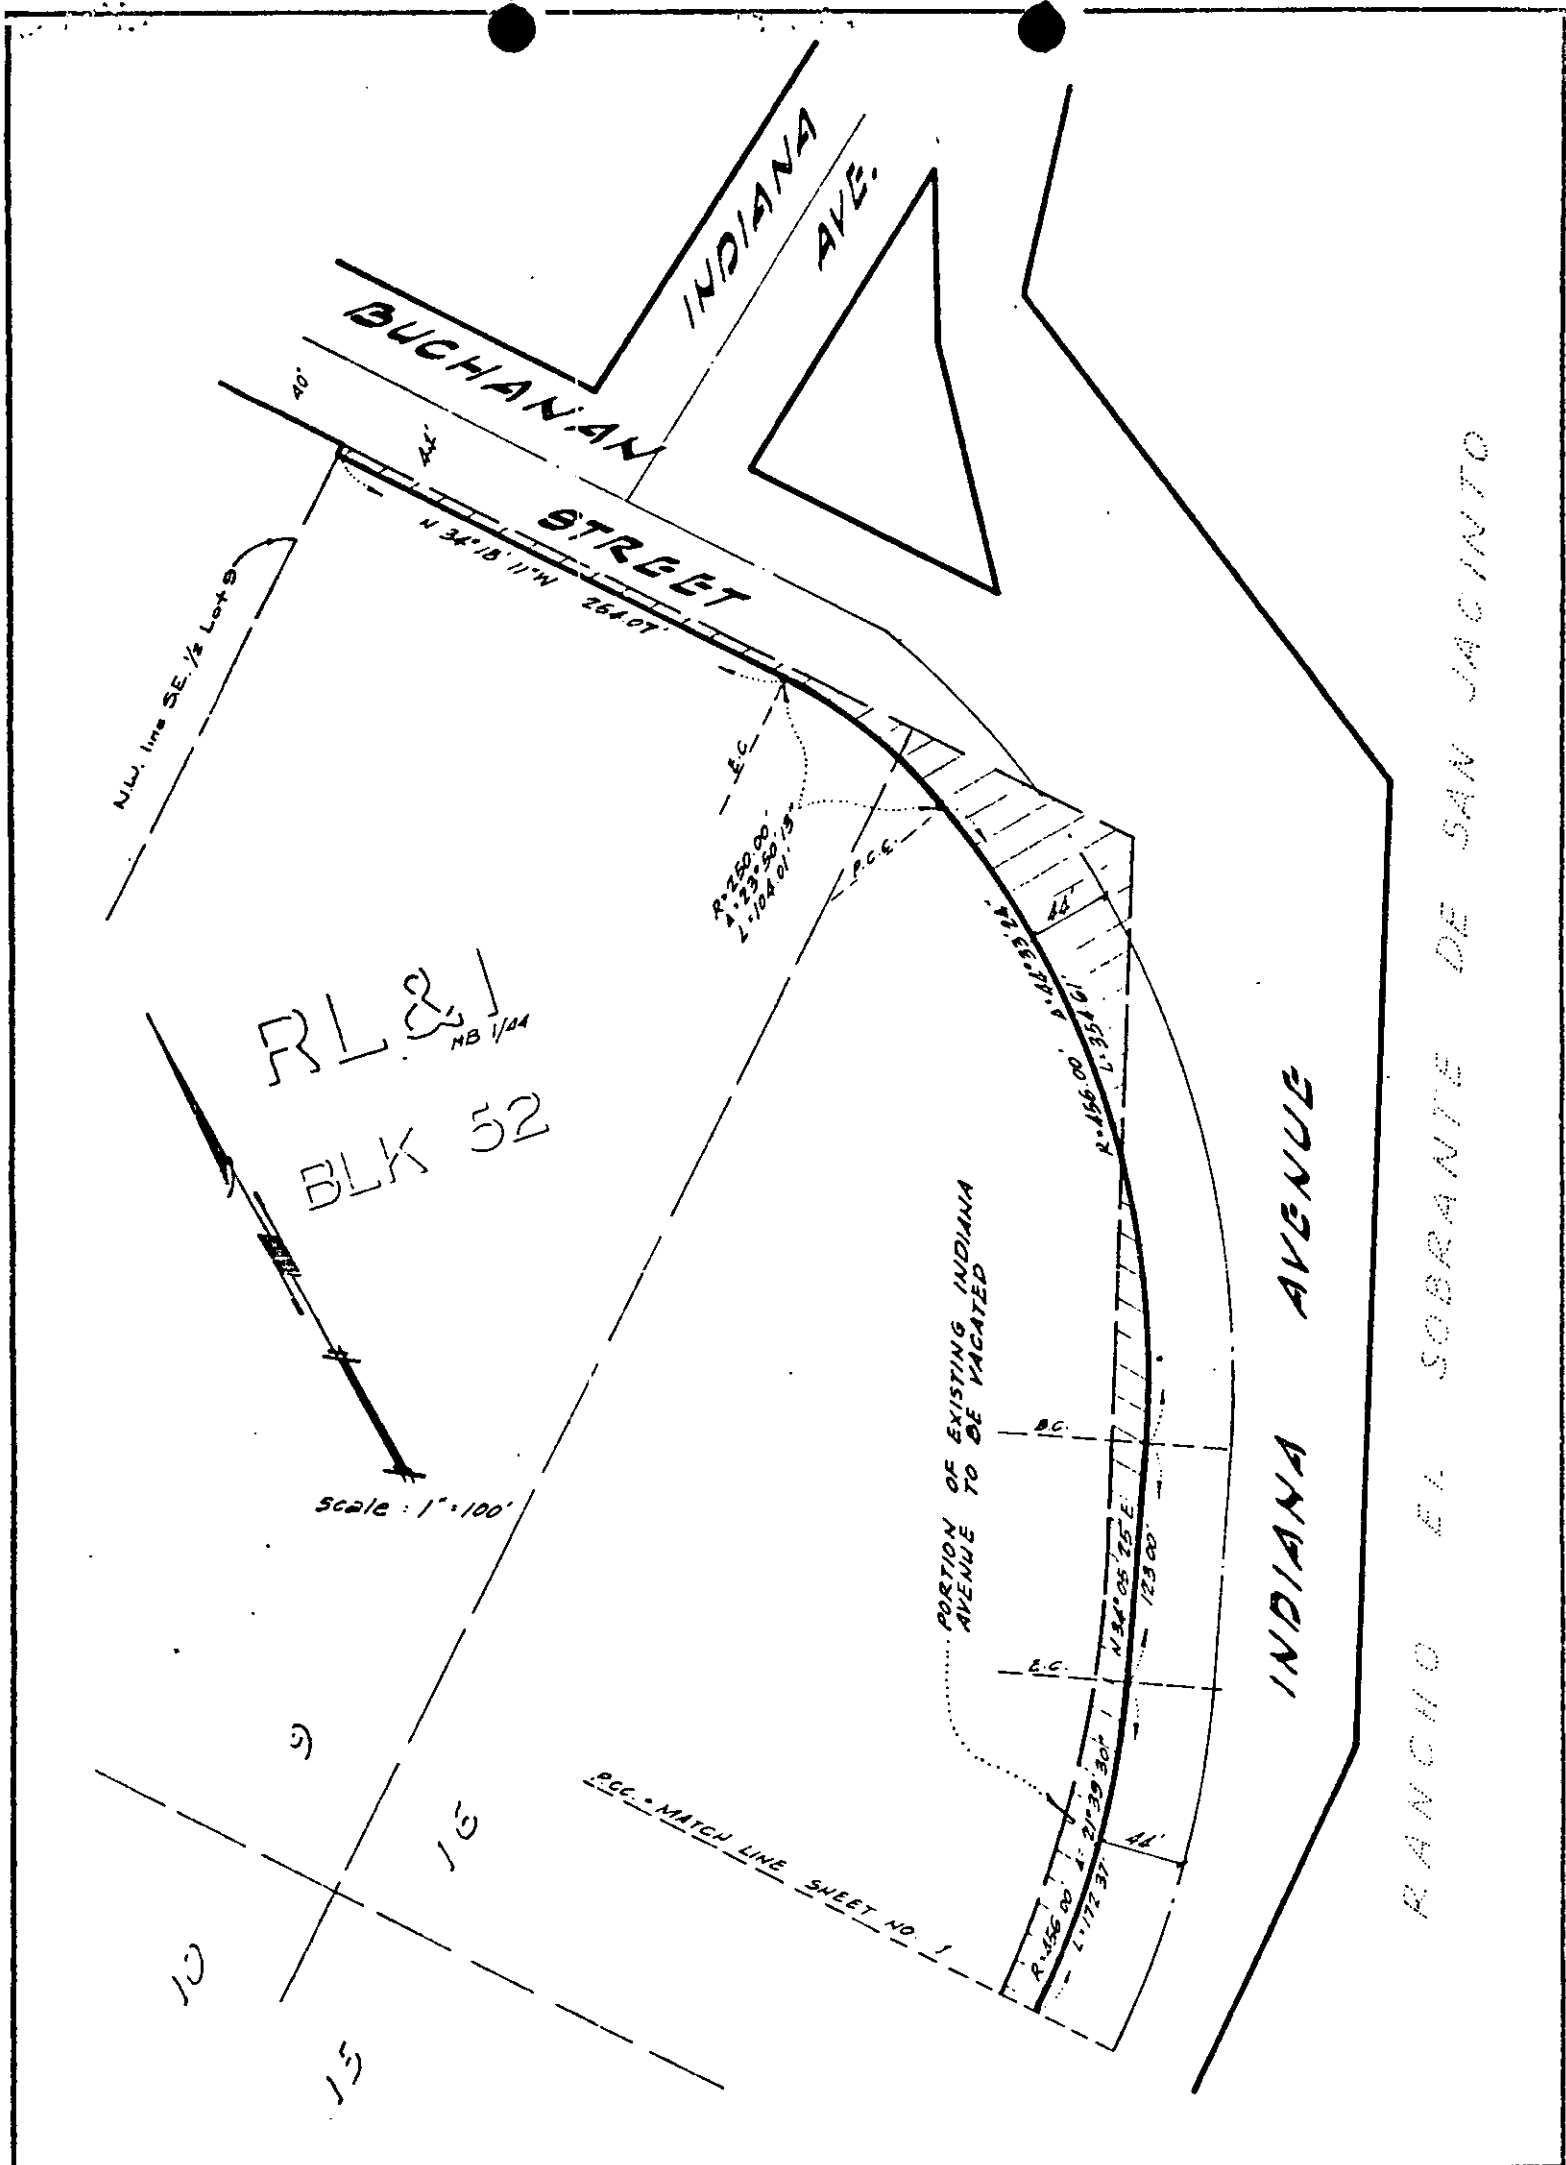 INDIANA
AVE.
BUCHANAN
STREET
40'
44'
N 34° 18' 11" W 264.07'
N.W. line S.E. 1/2 Lot 9
E.C.
R=250.00'
Δ=23°50'13"
L=104.01'
P.C.C.
44'
R=456.00' Δ=44°33'24"
L=354.61'
RL & I
MB 1/44
BLK 52
scale : 1"=100'
PORTION OF EXISTING INDIANA
AVENUE TO BE VACATED
B.C.
N 34° 05' 25" E
123.00'
E.C.
R=456.00' Δ=21°39'30"
L=172.37'
44'
P.C.C. = MATCH LINE SHEET NO. 1
INDIANA AVENUE
RANCHO EL SOBRANTE DE SAN JACINTO
9
16
10
15